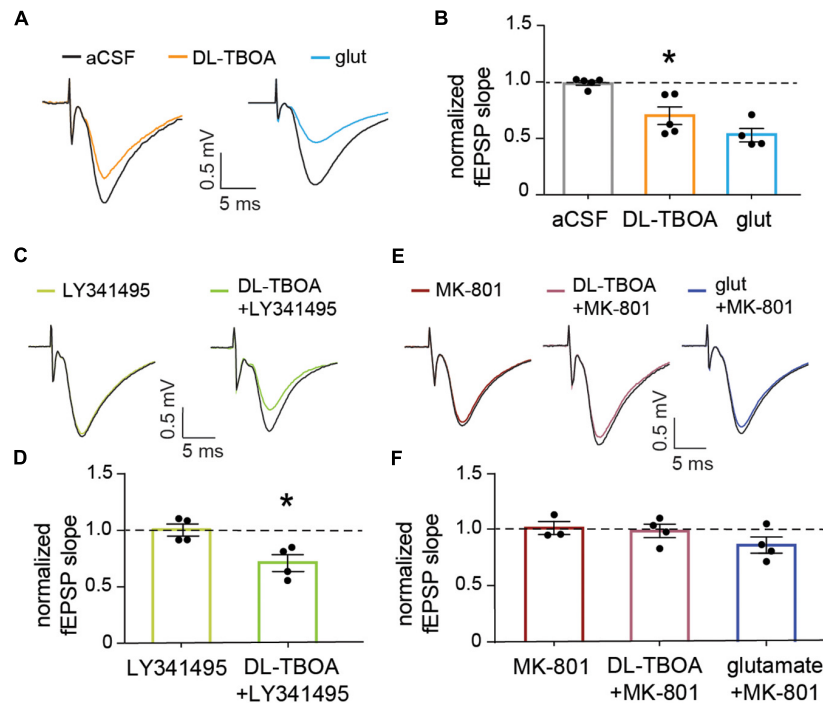 A
aCSF DL-TBOA glut
0.5 mV
5 ms
B
normalized
fEPSP slope
1.5
1.0
0.5
0
*
aCSF DL-TBOA glut
C
LY341495 DL-TBOA
+LY341495
0.5 mV
5 ms
E
MK-801 DL-TBOA
+MK-801 glut
+MK-801
0.5 mV
5 ms
D
normalized
fEPSP slope
1.5
1.0
0.5
0
*
LY341495 DL-TBOA
+LY341495
F
normalized
fEPSP slope
1.5
1.0
0.5
0
MK-801 DL-TBOA
+MK-801 glutamate
+MK-801